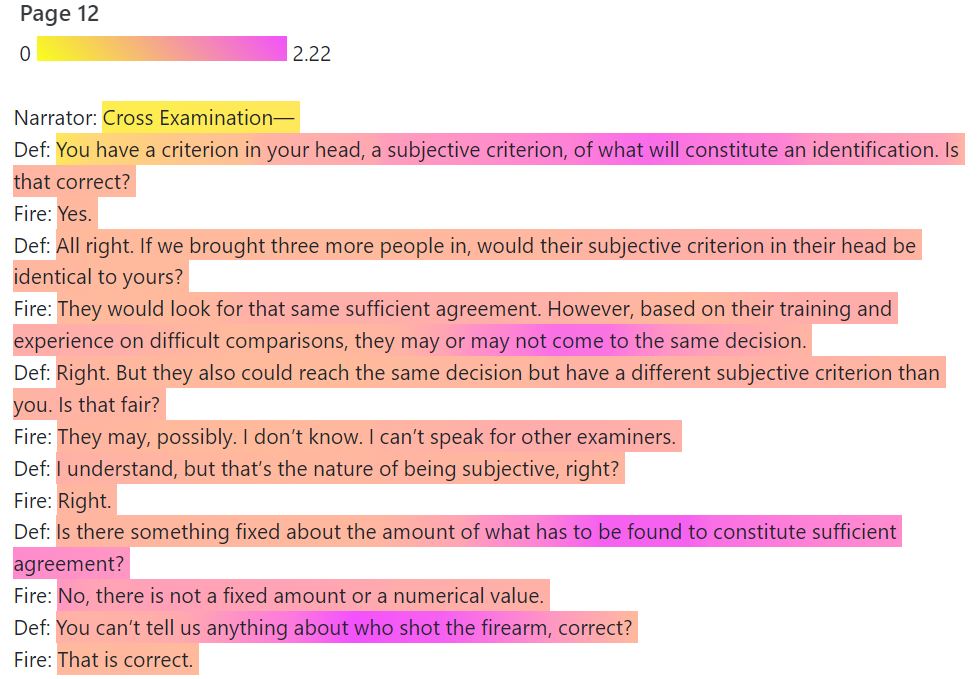 Page 12
0 2.22
Narrator: Cross Examination—
Def: You have a criterion in your head, a subjective criterion, of what will constitute an identification. Is
that correct?
Fire: Yes.
Def: All right. If we brought three more people in, would their subjective criterion in their head be
identical to yours?
Fire: They would look for that same sufficient agreement. However, based on their training and
experience on difficult comparisons, they may or may not come to the same decision.
Def: Right. But they also could reach the same decision but have a different subjective criterion than
you. Is that fair?
Fire: They may, possibly. I don’t know. I can’t speak for other examiners.
Def: I understand, but that’s the nature of being subjective, right?
Fire: Right.
Def: Is there something fixed about the amount of what has to be found to constitute sufficient
agreement?
Fire: No, there is not a fixed amount or a numerical value.
Def: You can’t tell us anything about who shot the firearm, correct?
Fire: That is correct.